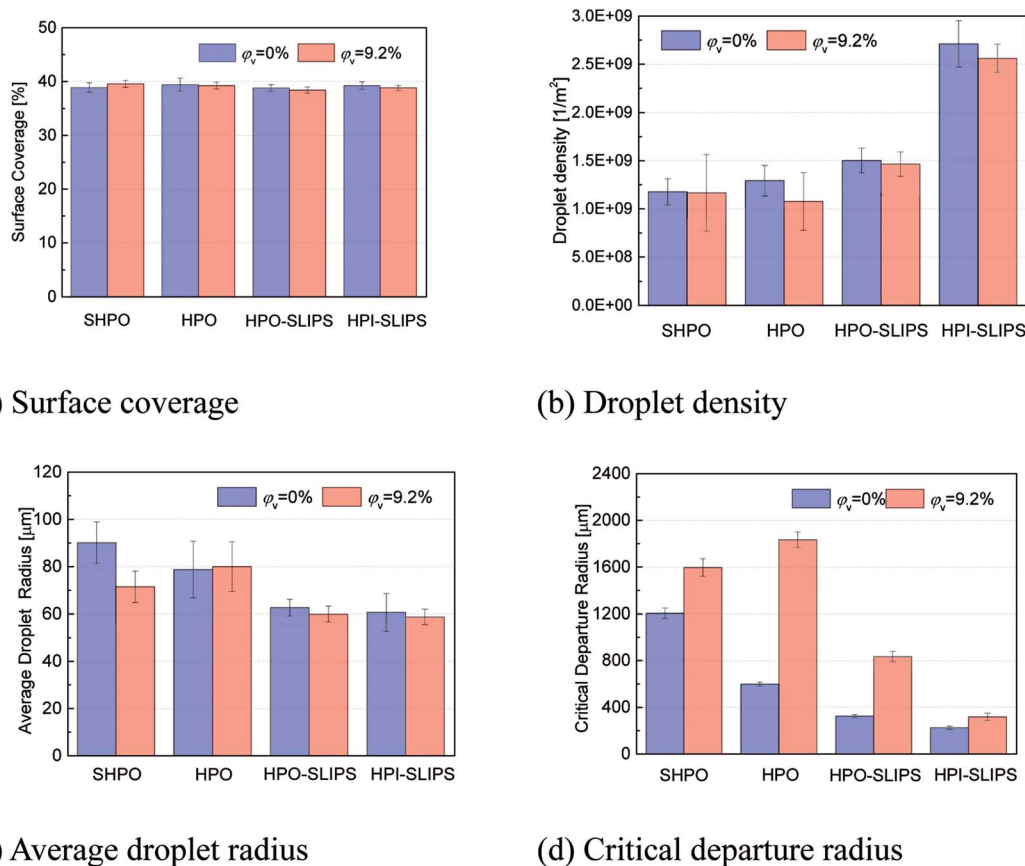 50
40
30
20
10
0
Surface Coverage [%]
φv=0% φv=9.2%
SHPO HPO HPO-SLIPS HPI-SLIPS
3.0E+09
2.5E+09
2.0E+09
1.5E+09
1.0E+09
5.0E+08
0.0E+00
Droplet density [1/m²]
φv=0% φv=9.2%
SHPO HPO HPO-SLIPS HPI-SLIPS
) Surface coverage
(b) Droplet density
120
100
80
60
40
20
0
Average Droplet Radius [μm]
φv=0% φv=9.2%
SHPO HPO HPO-SLIPS HPI-SLIPS
2400
2000
1600
1200
800
400
0
Critical Departure Radius [μm]
φv=0% φv=9.2%
SHPO HPO HPO-SLIPS HPI-SLIPS
) Average droplet radius
(d) Critical departure radius